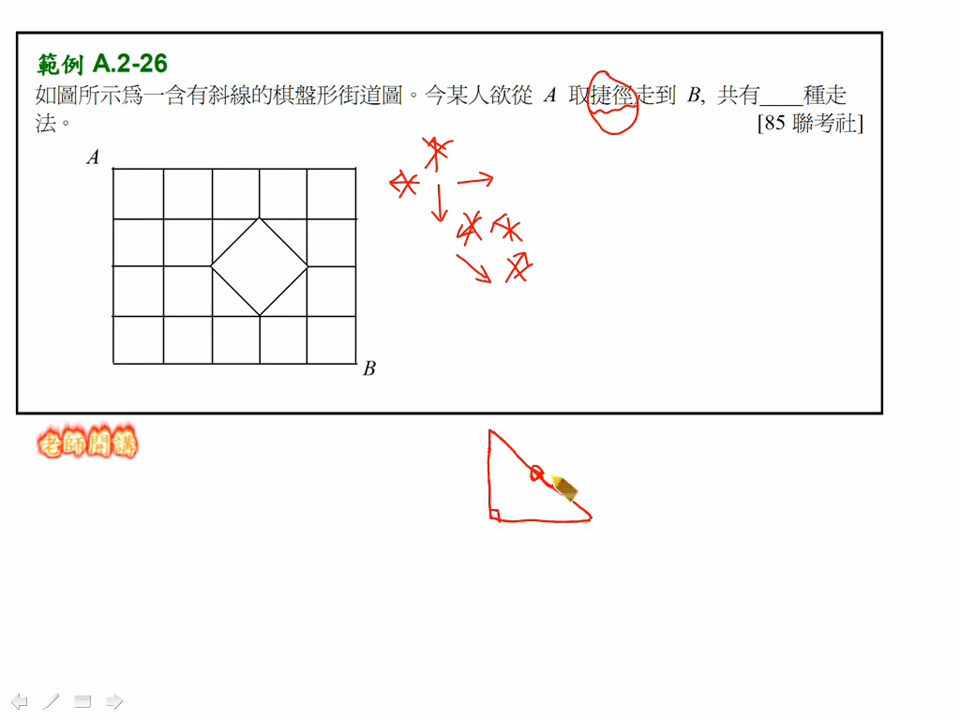 範例 A.2-26
如圖所示為一含有斜線的棋盤形街道圖。今某人欲從 A 取捷徑走到 B, 共有____種走
法。 [85 聯考社]
A
B
老師開講